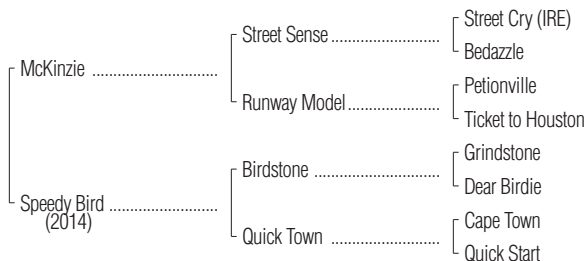 Street Cry (IRE)
Street Sense ........................
Bedazzle
McKinzie ...........................
Petionville
Runway Model.....................
Ticket to Houston
Grindstone
Birdstone ...........................
Dear Birdie
Speedy Bird .......................
(2014)
Cape Town
Quick Town ........................
Quick Start